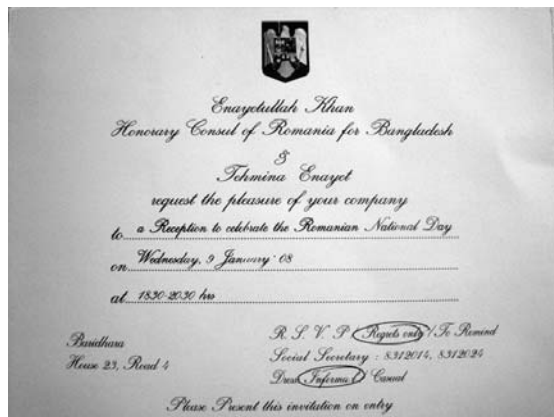 Enayetullah Khan
Honorary Consul of Romania for Bangladesh
&
Tehmina Enayet
request the pleasure of your company
to a Reception to celebrate the Romanian National Day
on Wednesday, 9 January '08
at 1830-2030 hrs
Baridhara
House 23, Road 4
R. S. V. P Regrets only / To Remind
Social Secretary : 8312014, 8312024
Dress Informal / Casual
Please Present this invitation on entry